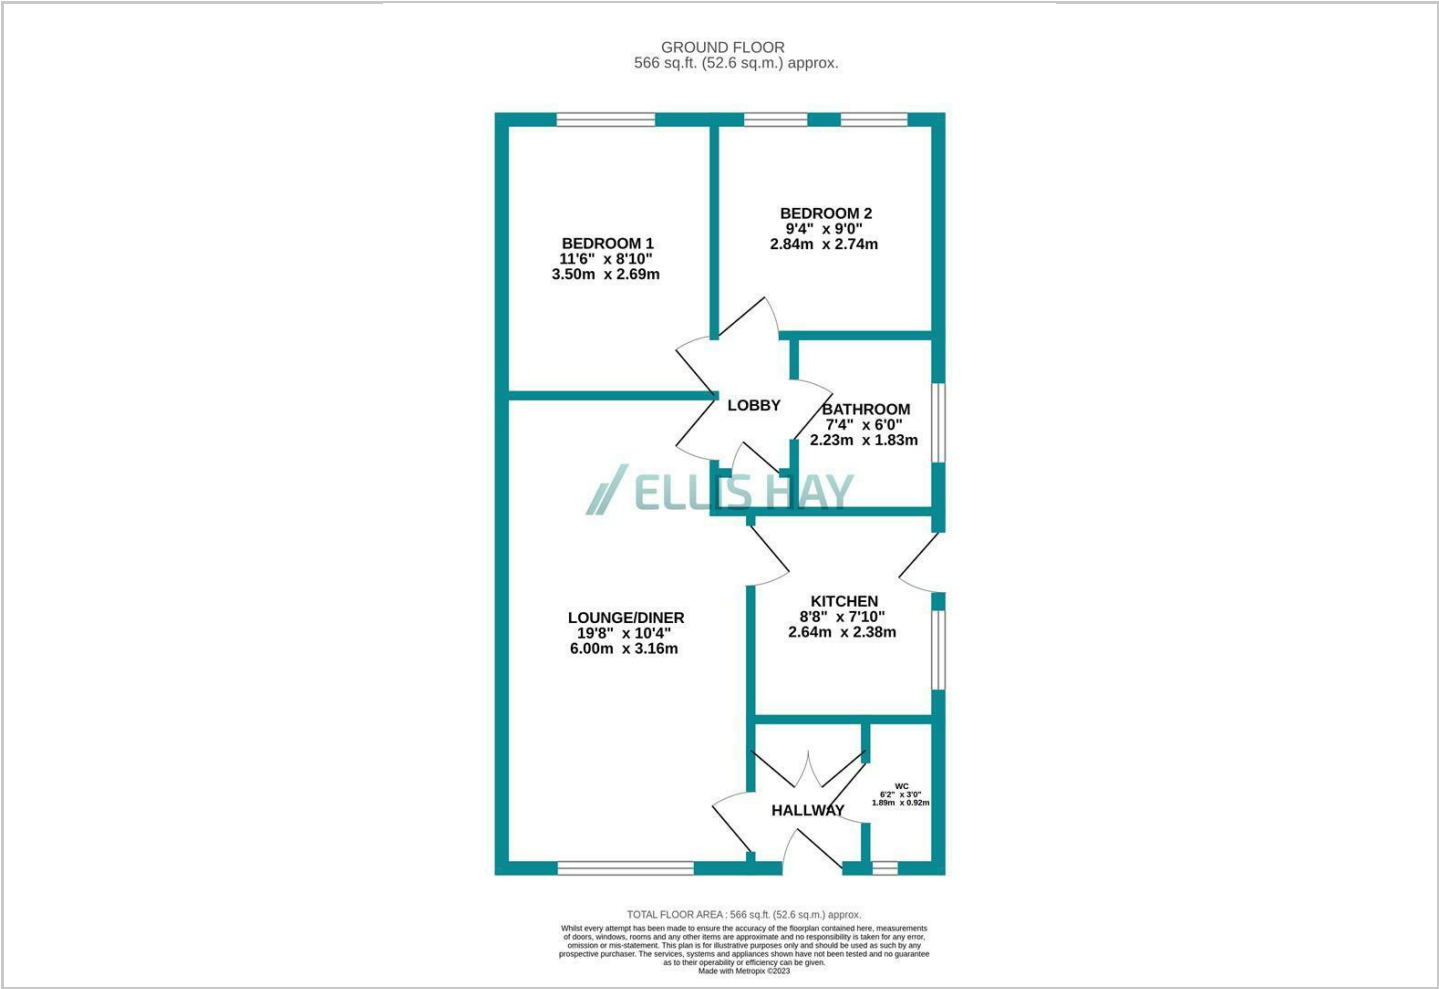 GROUND FLOOR
566 sq.ft. (52.6 sq.m.) approx.
BEDROOM 1
11'6" x 8'10"
3.50m x 2.69m
BEDROOM 2
9'4" x 9'0"
2.84m x 2.74m
LOBBY
BATHROOM
7'4" x 6'0"
2.23m x 1.83m
ELLIS HAY
LOUNGE/DINER
19'8" x 10'4"
6.00m x 3.16m
KITCHEN
8'8" x 7'10"
2.64m x 2.38m
HALLWAY
WC
6'2" x 3'0"
1.89m x 0.92m
TOTAL FLOOR AREA : 566 sq.ft. (52.6 sq.m.) approx.
Whilst every attempt has been made to ensure the accuracy of the floorplan contained here, measurements
of doors, windows, rooms and any other items are approximate and no responsibility is taken for any error,
omission or mis-statement. This plan is for illustrative purposes only and should be used as such by any
prospective purchaser. The services, systems and appliances shown have not been tested and no guarantee
as to their operability or efficiency can be given.
Made with Metropix ©2023